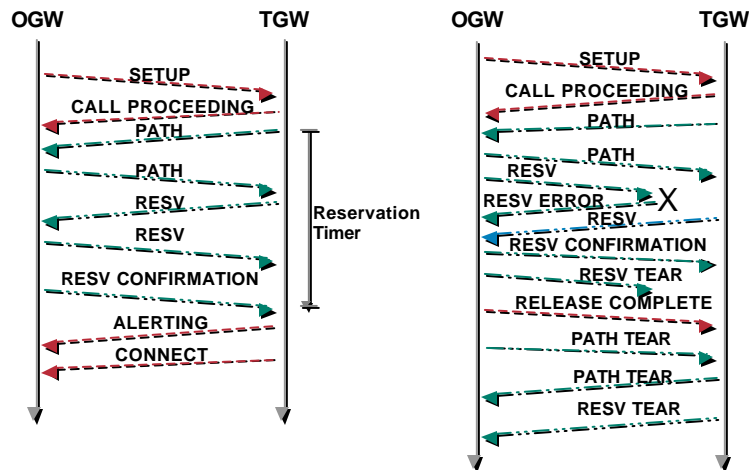 OGW
TGW
SETUP
CALL PROCEEDING
PATH
PATH
RESV
RESV
RESV CONFIRMATION
ALERTING
CONNECT
Reservation
Timer
OGW
TGW
SETUP
CALL PROCEEDING
PATH
PATH
RESV
RESV ERROR
X
RESV
RESV CONFIRMATION
RESV TEAR
RELEASE COMPLETE
PATH TEAR
PATH TEAR
RESV TEAR